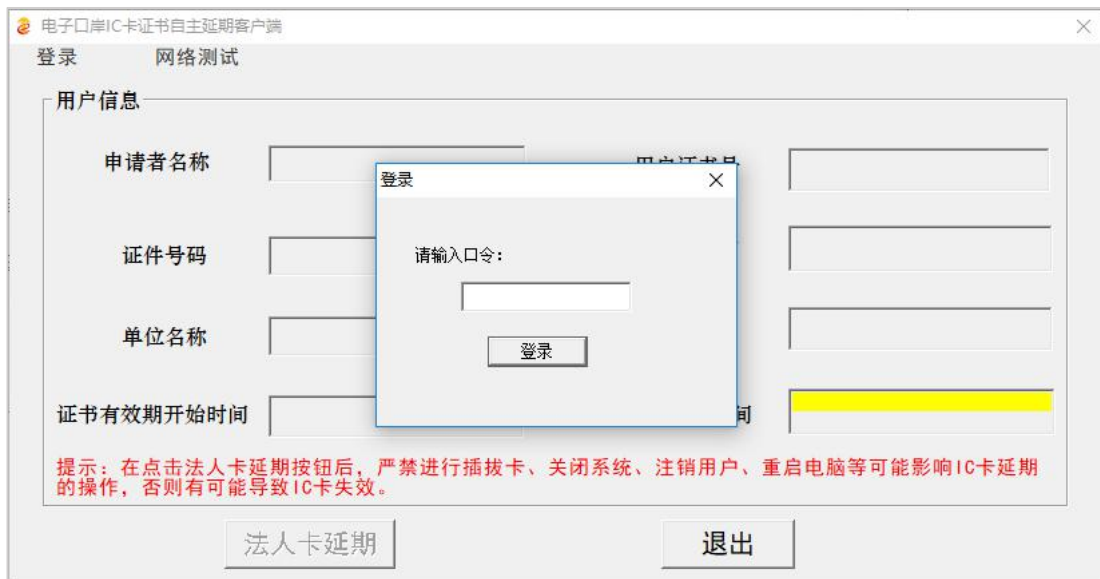 电子口岸IC卡证书自主延期客户端
登录 网络测试
用户信息
申请者名称
登录
请输入口令：
登录
证件号码
单位名称
证书有效期开始时间
间
提示：在点击法人卡延期按钮后，严禁进行插拔卡、关闭系统、注销用户、重启电脑等可能影响IC卡延期
的操作，否则有可能导致IC卡失效。
法人卡延期 退出